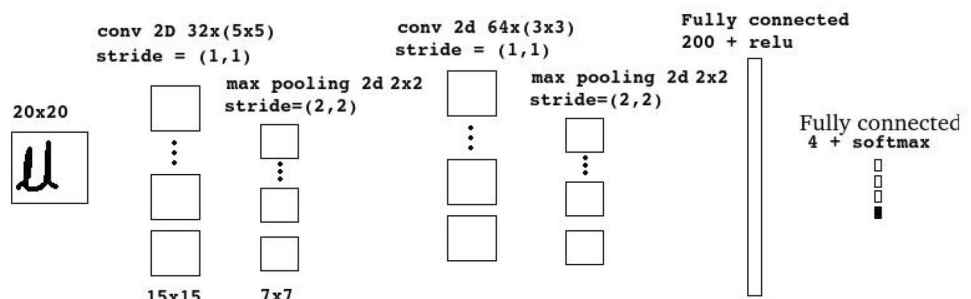 20x20
conv 2D 32x(5x5)
stride = (1,1)
15x15
max pooling 2d 2x2
stride=(2,2)
7x7
conv 2d 64x(3x3)
stride = (1,1)
max pooling 2d 2x2
stride=(2,2)
Fully connected
200 + relu
Fully connected
4 + softmax